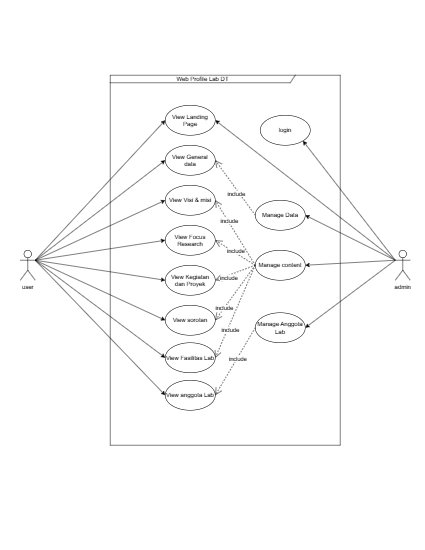 Web Profile Lab DT
View Landing
Page
login
View General
data
include
View Visi & misi
Manage Data
include
View Focus
Research
include
View Kegiatan
dan Proyek
include
Manage content
user
admin
include
View sorotan
include
Manage Anggota
Lab
View Fasilitas Lab
include
View anggota Lab